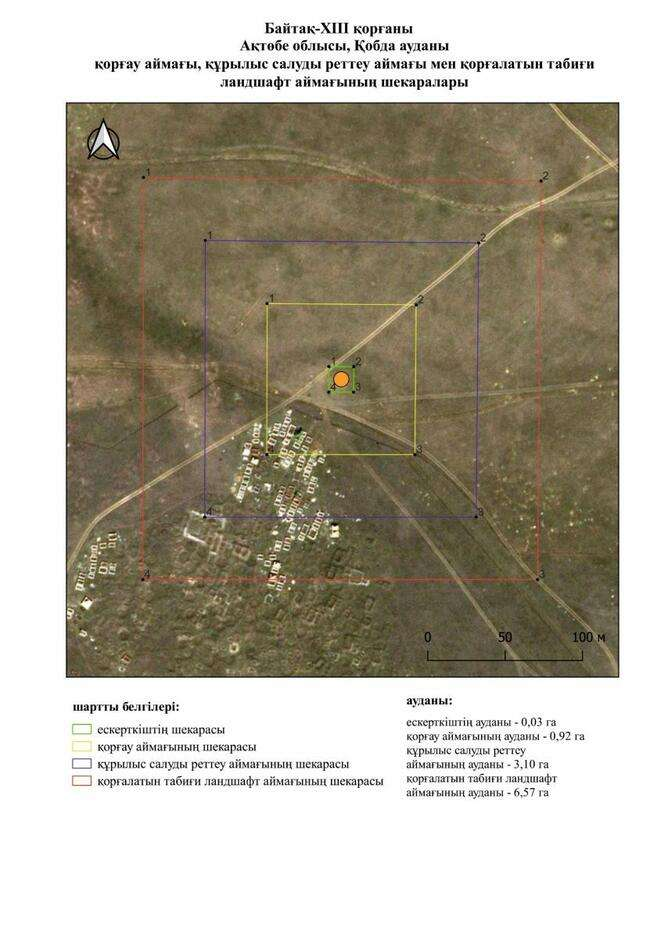 Байтақ-XIII қорғаны
Ақтөбе облысы, Қобда ауданы
қорғау аймағы, құрылыс салуды реттеу аймағы мен қорғалатын табиғи
ландшафт аймағының шекаралары
1
2
1
2
1
2
1
2
4
3
3
4
3
4
3
0
50
100 м
шартты белгілері:
ескерткіштің шекарасы
қорғау аймағының шекарасы
құрылыс салуды реттеу аймағының шекарасы
қорғалатын табиғи ландшафт аймағының шекарасы
ауданы:
ескерткіштің ауданы - 0,03 га
қорғау аймағының ауданы - 0,92 га
құрылыс салуды реттеу
аймағының ауданы - 3,10 га
қорғалатын табиғи ландшафт
аймағының ауданы - 6,57 га